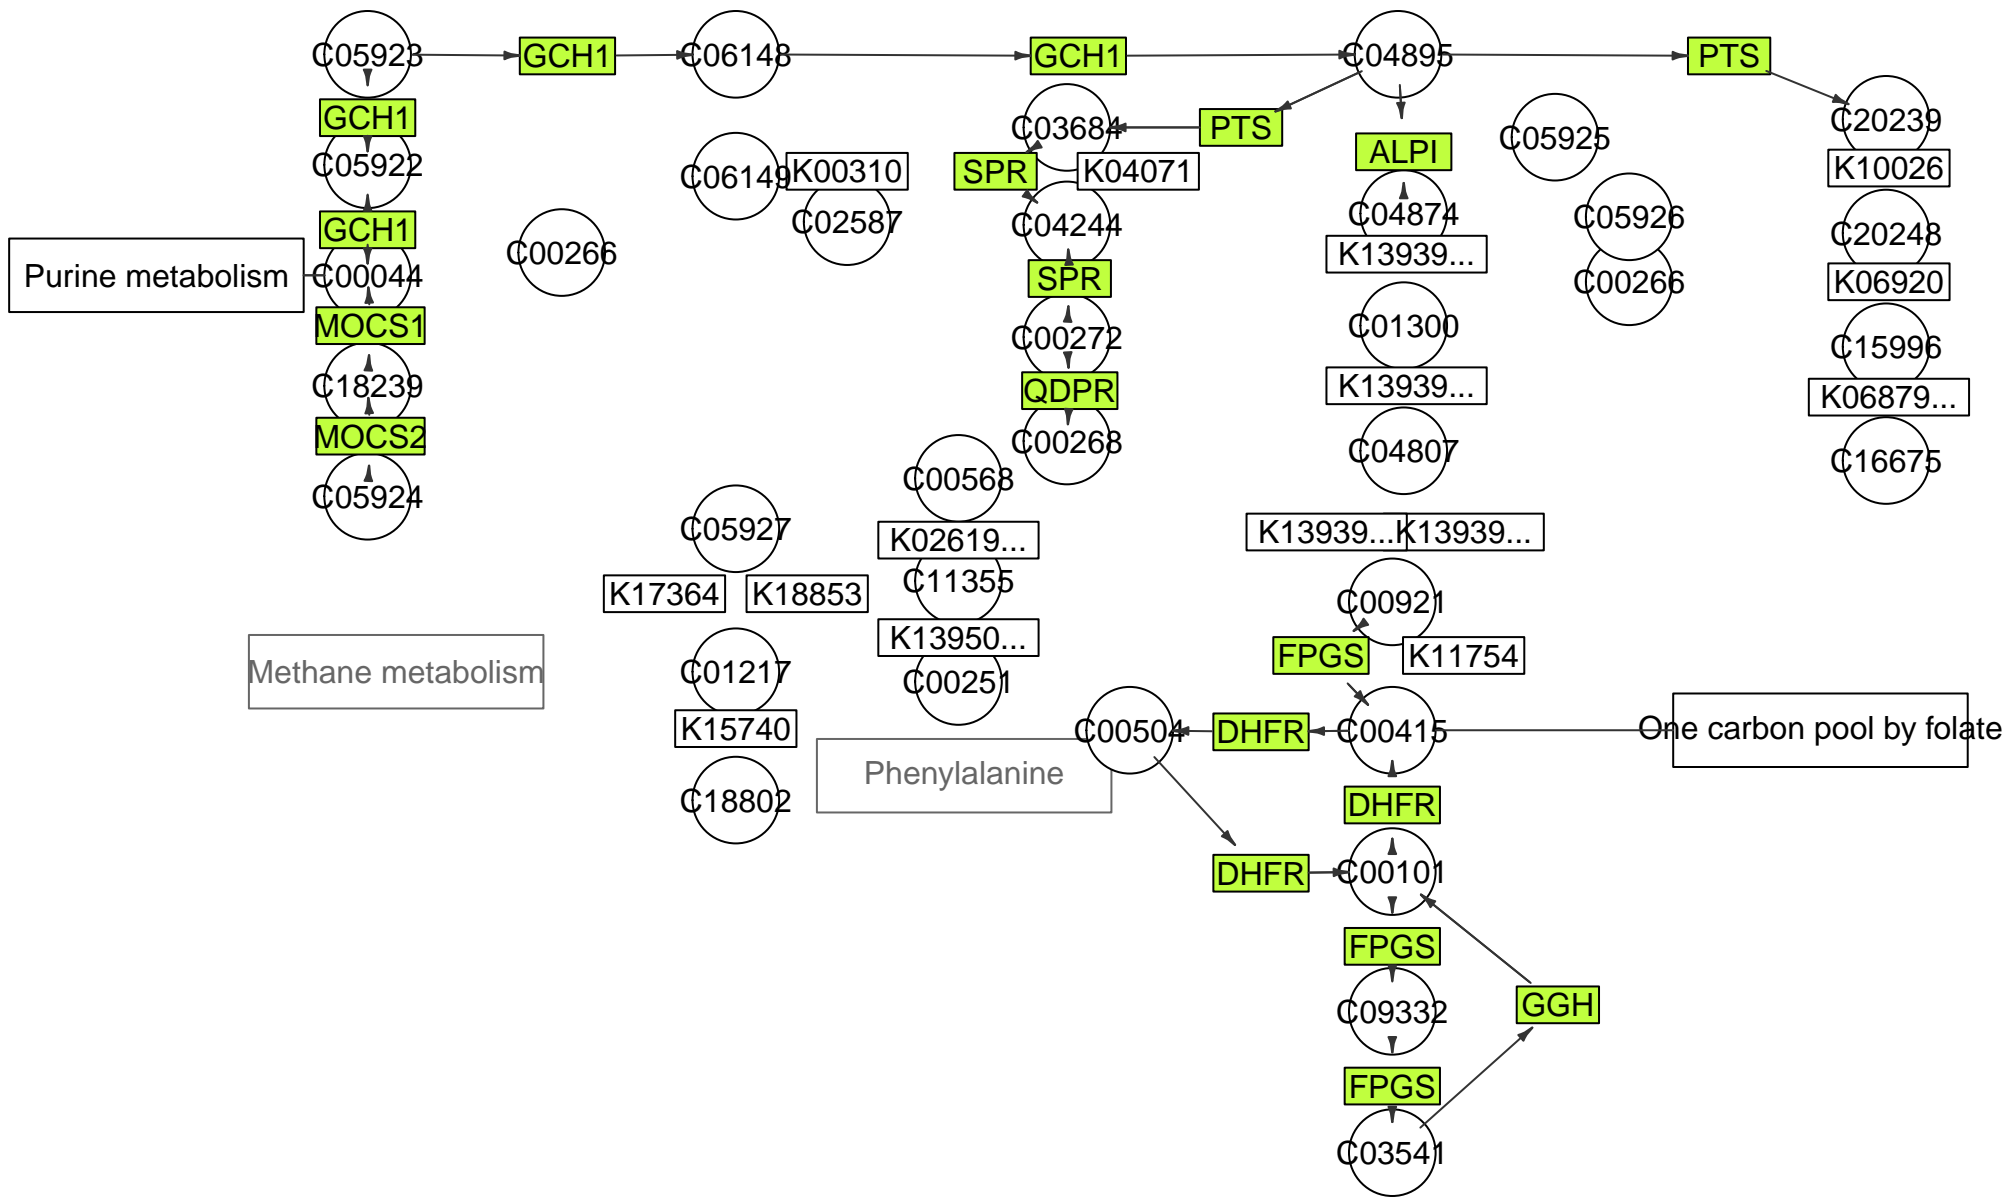 C05923
GCH1
C06148
GCH1
C04895
PTS
GCH1
C03684
PTS
C20239
C05922
C06149
K00310
SPR
K04071
ALPI
C05925
K10026
GCH1
C00266
C02587
C04244
C04874
C05926
C20248
Purine metabolism
C00044
SPR
K13939...
C00266
K06920
MOCS1
C00272
C01300
C15996
C18239
QDPR
K13939...
K06879...
MOCS2
C00268
C04807
C16675
C05924
C00568
C05927
K02619...
K13939...
K13939...
K17364
K18853
C11355
C00921
Methane metabolism
C01217
K13950...
C00251
FPGS
K11754
K15740
C00504
DHFR
C00415
One carbon pool by folate
Phenylalanine
C18802
DHFR
DHFR
C00101
FPGS
C09332
GGH
FPGS
C03541